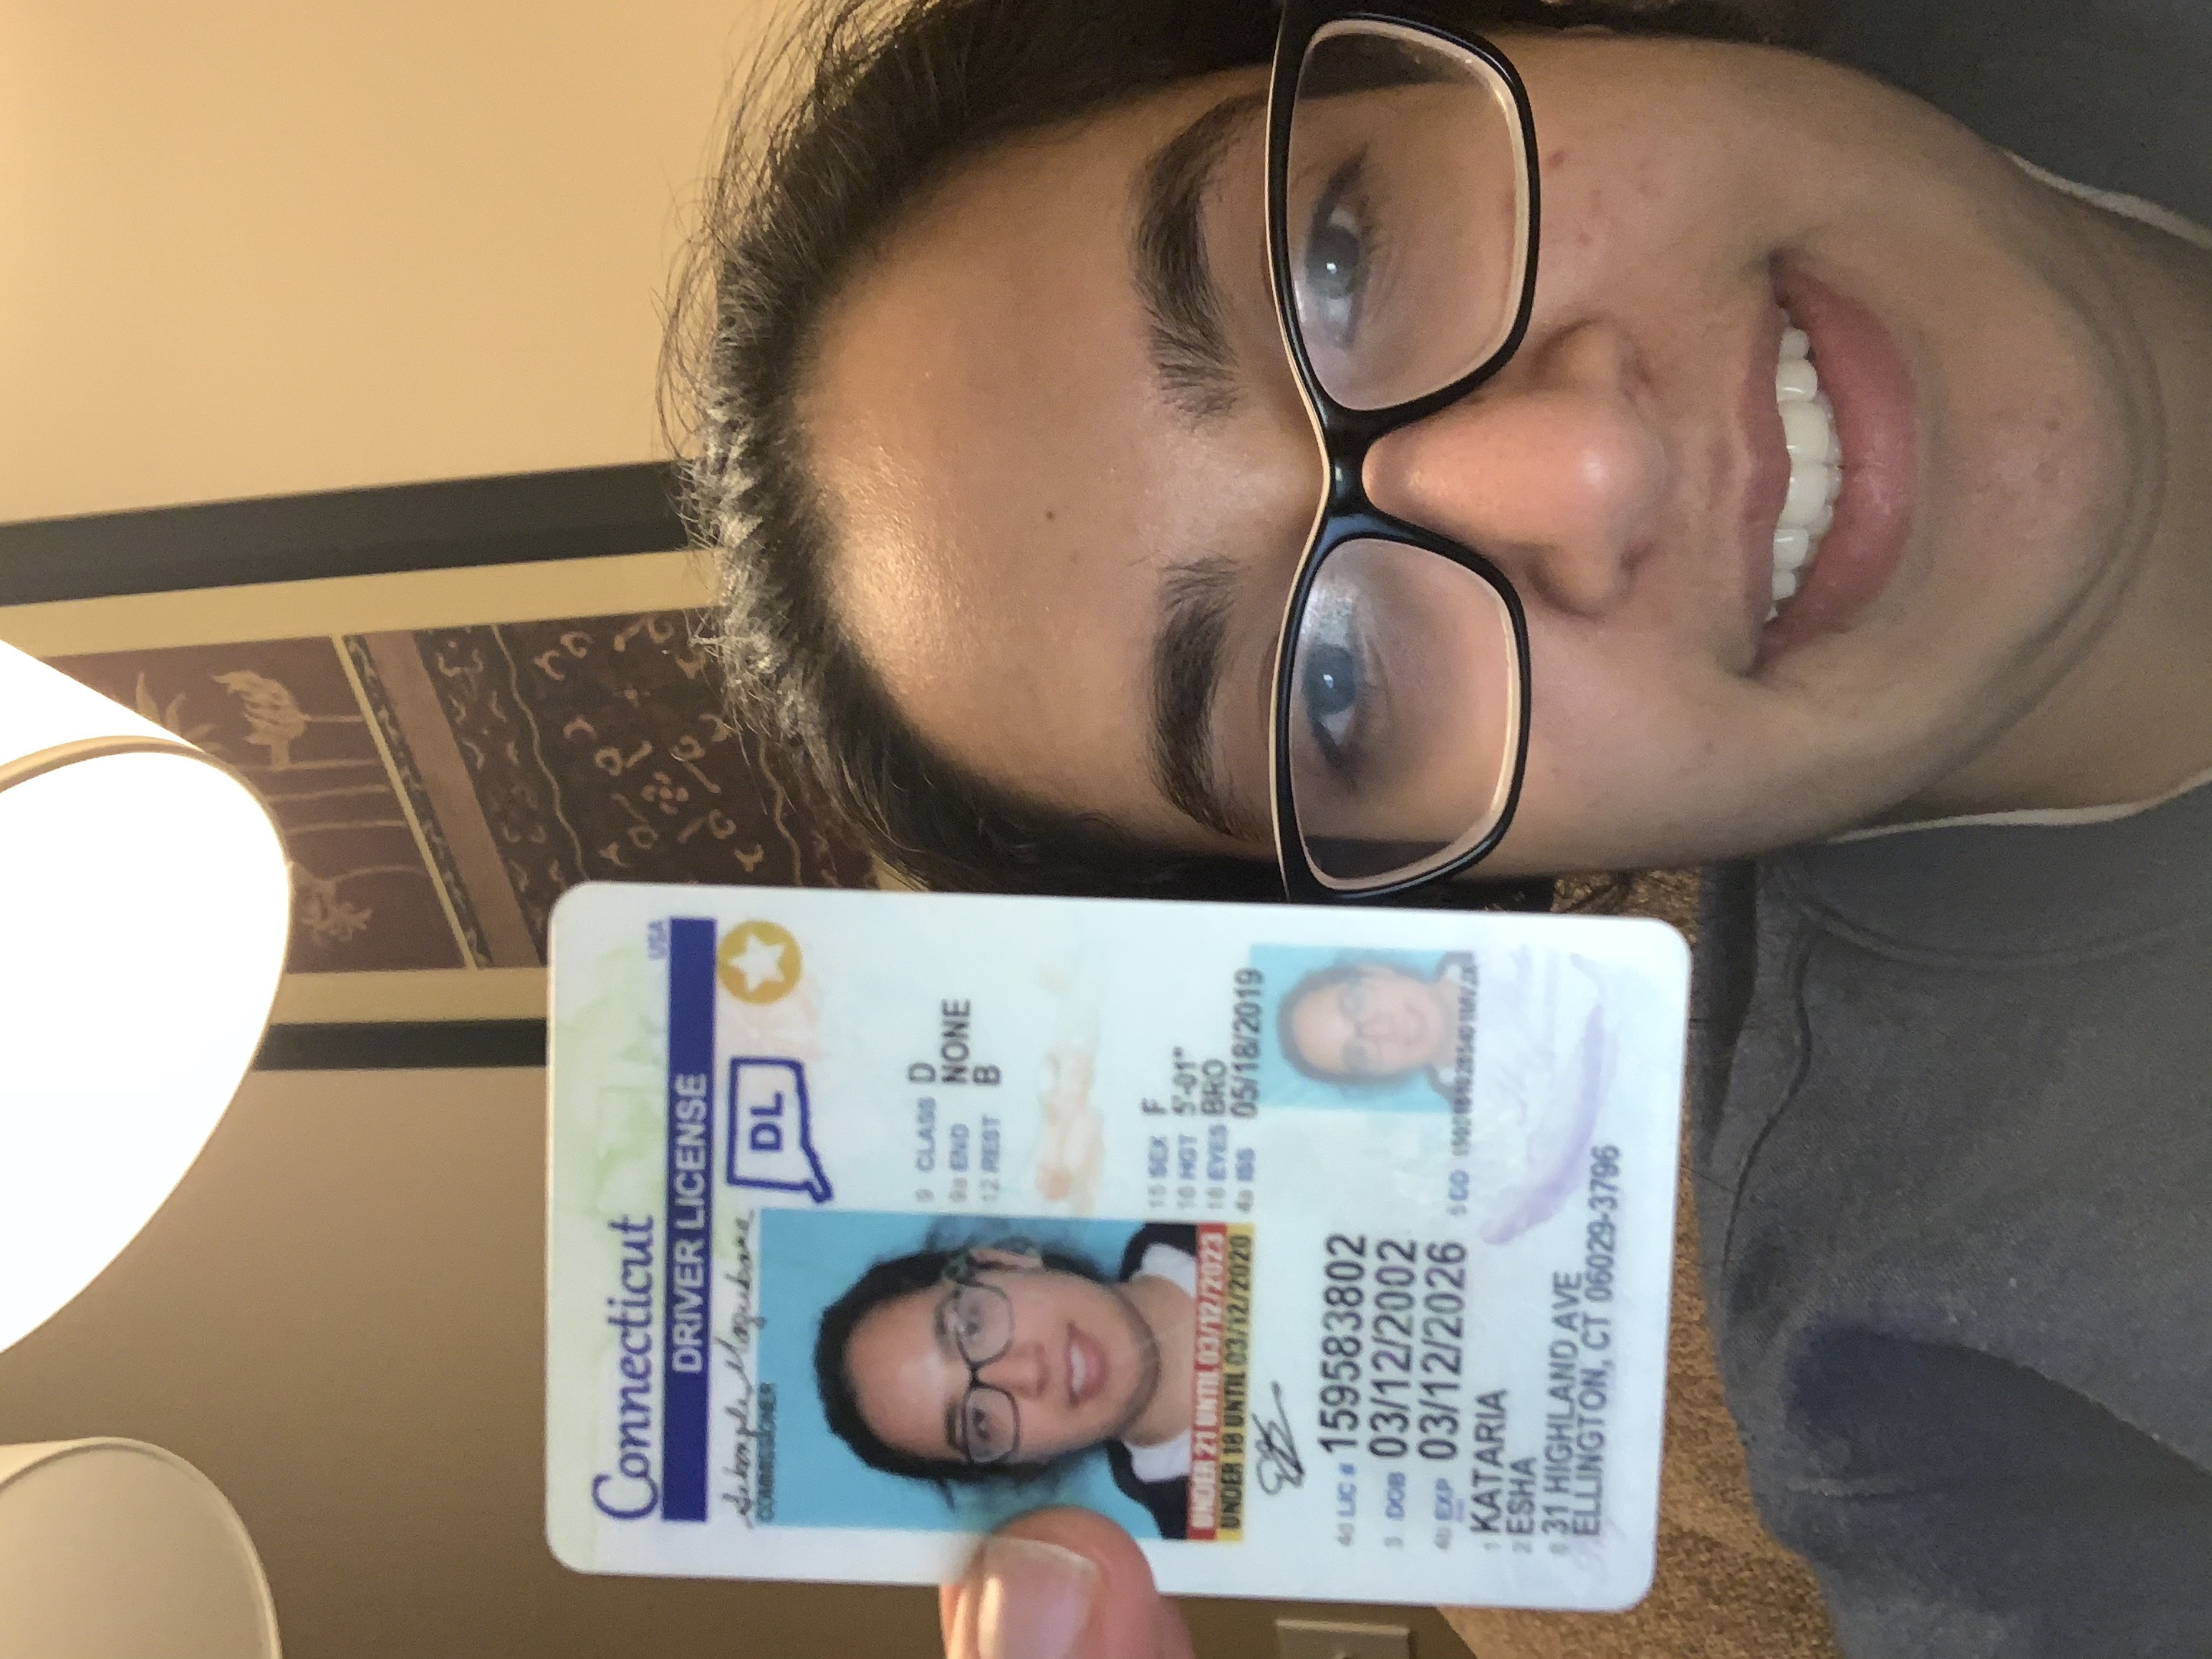 Connecticut
USA
DRIVER LICENSE
COMMISSIONER
DL
9 CLASS D
9a END NONE
12 REST B
15 SEX F
16 HGT 5'-01"
18 EYES BRO
4a ISS 05/18/2019
UNDER 21 UNTIL 03/12/2023
UNDER 18 UNTIL 03/12/2020
4d LIC # 159583802
3 DOB 03/12/2002
4b EXP 03/12/2026
5 DD
1 KATARIA
2 ESHA
8 31 HIGHLAND AVE
ELLINGTON, CT 06029-3796